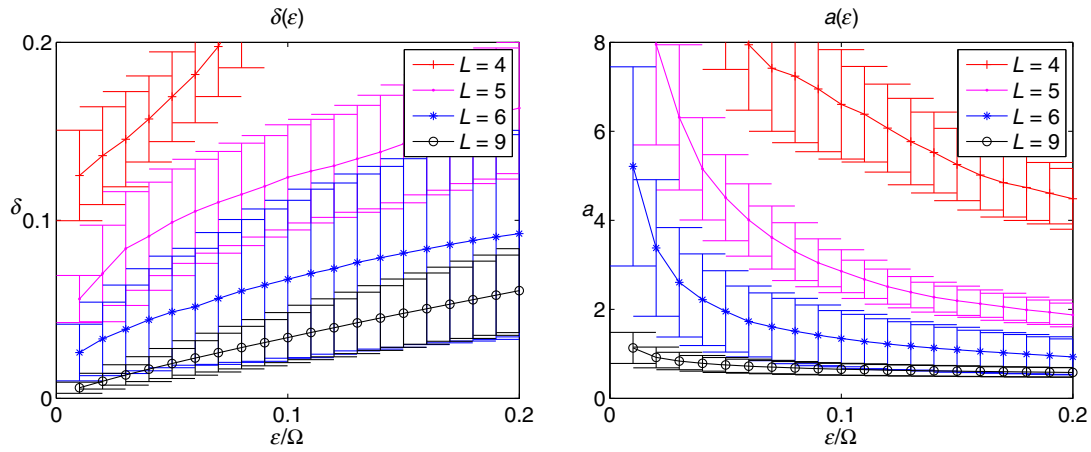 δ(ε)
0.2
0.1
0
δ
0
0.1
0.2
ε/Ω
L = 4
L = 5
L = 6
L = 9
a(ε)
8
6
4
2
0
a
0
0.1
0.2
ε/Ω
L = 4
L = 5
L = 6
L = 9